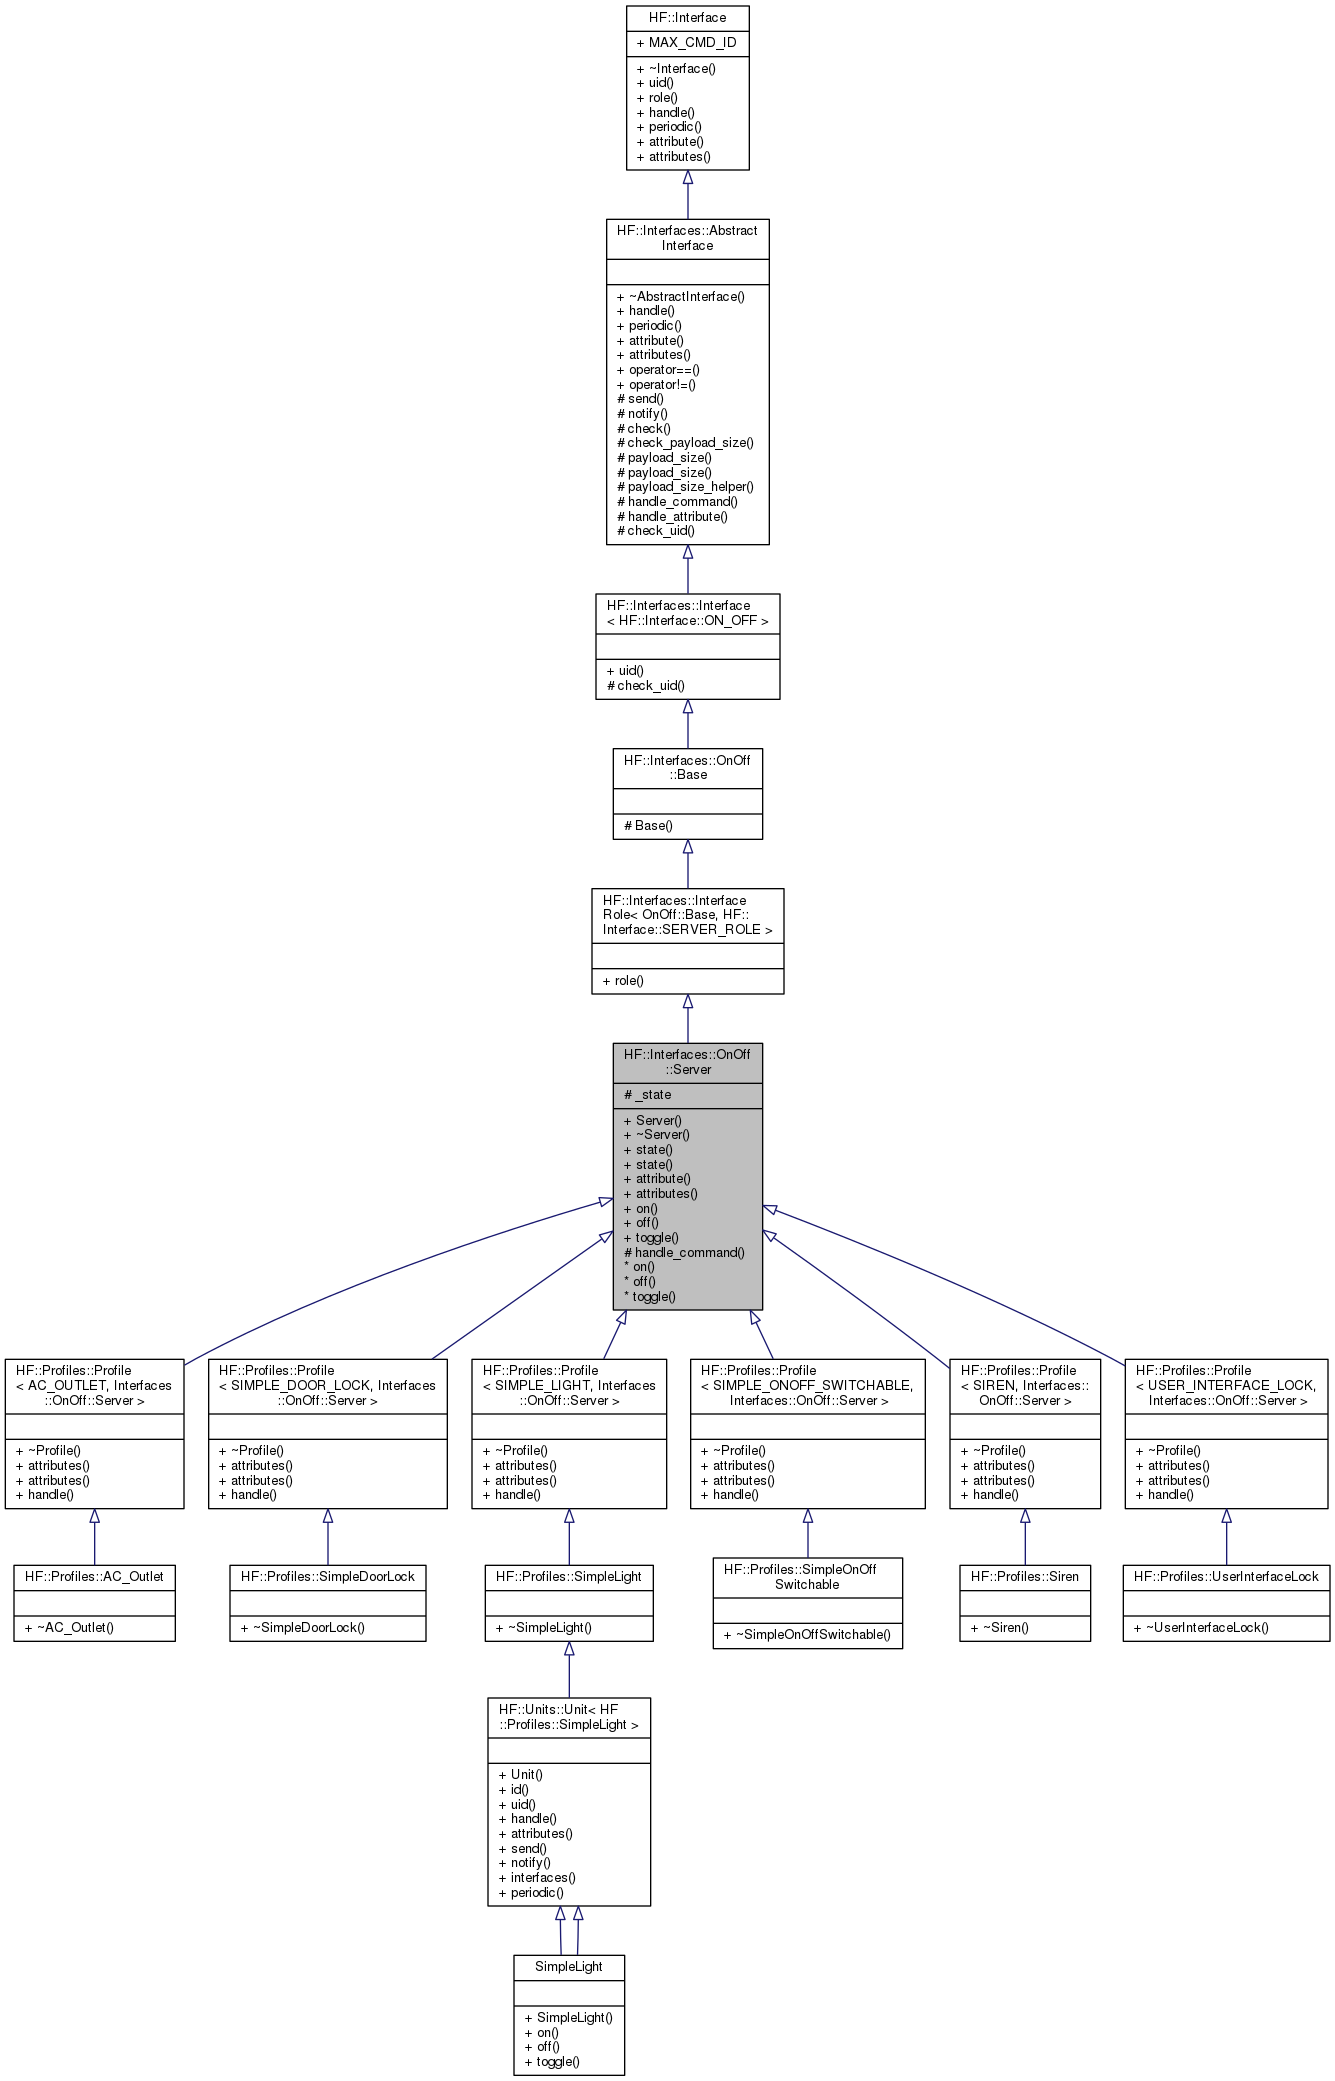 HF::Interface
+ MAX_CMD_ID
+ ~Interface()
+ uid()
+ role()
+ handle()
+ periodic()
+ attribute()
+ attributes()
HF::Interfaces::Abstract
Interface
+ ~AbstractInterface()
+ handle()
+ periodic()
+ attribute()
+ attributes()
+ operator==()
+ operator!=()
# send()
# notify()
# check()
# check_payload_size()
# payload_size()
# payload_size()
# payload_size_helper()
# handle_command()
# handle_attribute()
# check_uid()
HF::Interfaces::Interface
< HF::Interface::ON_OFF >
+ uid()
# check_uid()
HF::Interfaces::OnOff
::Base
# Base()
HF::Interfaces::Interface
Role< OnOff::Base, HF::
Interface::SERVER_ROLE >
+ role()
HF::Interfaces::OnOff
::Server
# _state
+ Server()
+ ~Server()
+ state()
+ state()
+ attribute()
+ attributes()
+ on()
+ off()
+ toggle()
# handle_command()
* on()
* off()
* toggle()
HF::Profiles::Profile
< AC_OUTLET, Interfaces
::OnOff::Server >
+ ~Profile()
+ attributes()
+ attributes()
+ handle()
HF::Profiles::Profile
< SIMPLE_DOOR_LOCK, Interfaces
::OnOff::Server >
+ ~Profile()
+ attributes()
+ attributes()
+ handle()
HF::Profiles::Profile
< SIMPLE_LIGHT, Interfaces
::OnOff::Server >
+ ~Profile()
+ attributes()
+ attributes()
+ handle()
HF::Profiles::Profile
< SIMPLE_ONOFF_SWITCHABLE,
Interfaces::OnOff::Server >
+ ~Profile()
+ attributes()
+ attributes()
+ handle()
HF::Profiles::Profile
< SIREN, Interfaces::
OnOff::Server >
+ ~Profile()
+ attributes()
+ attributes()
+ handle()
HF::Profiles::Profile
< USER_INTERFACE_LOCK,
Interfaces::OnOff::Server >
+ ~Profile()
+ attributes()
+ attributes()
+ handle()
HF::Profiles::AC_Outlet
+ ~AC_Outlet()
HF::Profiles::SimpleDoorLock
+ ~SimpleDoorLock()
HF::Profiles::SimpleLight
+ ~SimpleLight()
HF::Profiles::SimpleOnOff
Switchable
+ ~SimpleOnOffSwitchable()
HF::Profiles::Siren
+ ~Siren()
HF::Profiles::UserInterfaceLock
+ ~UserInterfaceLock()
HF::Units::Unit< HF
::Profiles::SimpleLight >
+ Unit()
+ id()
+ uid()
+ handle()
+ attributes()
+ send()
+ notify()
+ interfaces()
+ periodic()
SimpleLight
+ SimpleLight()
+ on()
+ off()
+ toggle()